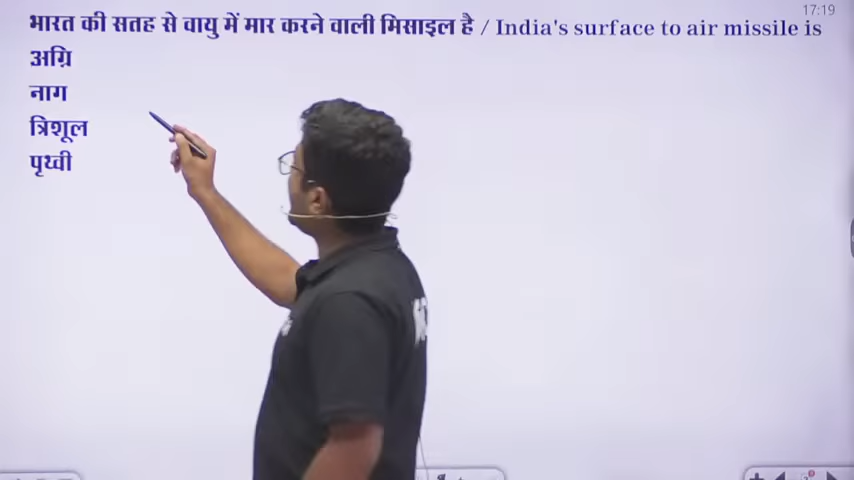 17:19
भारत की सतह से वायु में मार करने वाली मिसाइल है / India's surface to air missile is
अग्नि
नाग
त्रिशूल
पृथ्वी